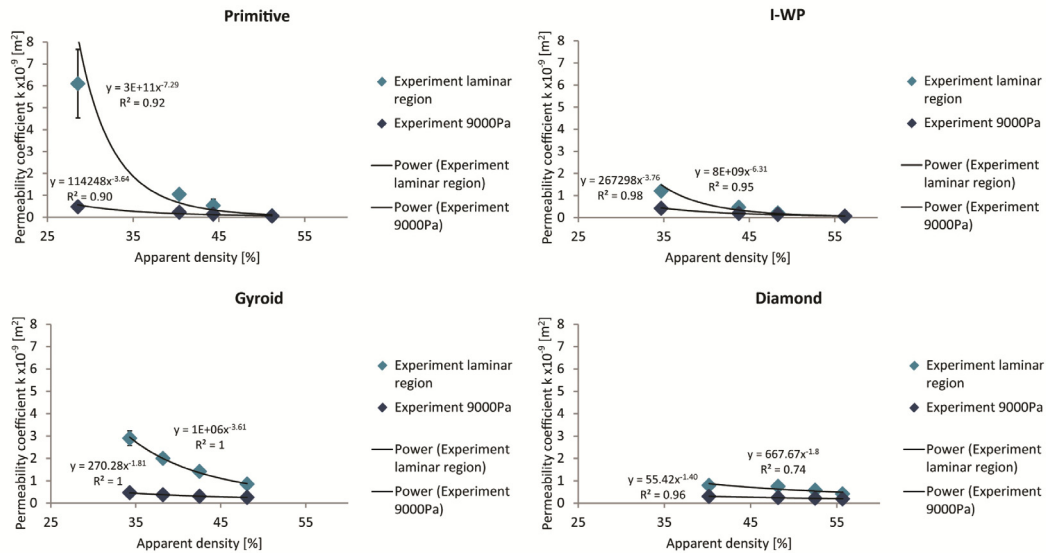 Primitive
Permeability coefficient k x10⁻⁹ [m²]
8
7
6
5
4
3
2
1
0
25
35
45
55
Apparent density [%]
y = 3E+11x⁻⁷·²⁹
R² = 0.92
y = 114248x⁻³·⁶⁴
R² = 0.90
Experiment laminar
region
Experiment 9000Pa
Power (Experiment
laminar region)
Power (Experiment
9000Pa)
I-WP
Permeability coefficient k x10⁻⁹ [m²]
8
7
6
5
4
3
2
1
0
25
35
45
55
Apparent density [%]
y = 267298x⁻³·⁷⁶
R² = 0.98
y = 8E+09x⁻⁶·³¹
R² = 0.95
Experiment laminar
region
Experiment 9000Pa
Power (Experiment
laminar region)
Power (Experiment
9000Pa)
Gyroid
Permeability coefficient k x10⁻⁹ [m²]
8
7
6
5
4
3
2
1
0
25
35
45
55
Apparent density [%]
y = 1E+06x⁻³·⁶¹
R² = 1
y = 270.28x⁻¹·⁸¹
R² = 1
Experiment laminar
region
Experiment 9000Pa
Power (Experiment
laminar region)
Power (Experiment
9000Pa)
Diamond
Permeability coefficient k x10⁻⁹ [m²]
8
7
6
5
4
3
2
1
0
25
35
45
55
Apparent density [%]
y = 667.67x⁻¹·⁸
R² = 0.74
y = 55.42x⁻¹·⁴⁰
R² = 0.96
Experiment laminar
region
Experiment 9000Pa
Power (Experiment
laminar region)
Power (Experiment
9000Pa)